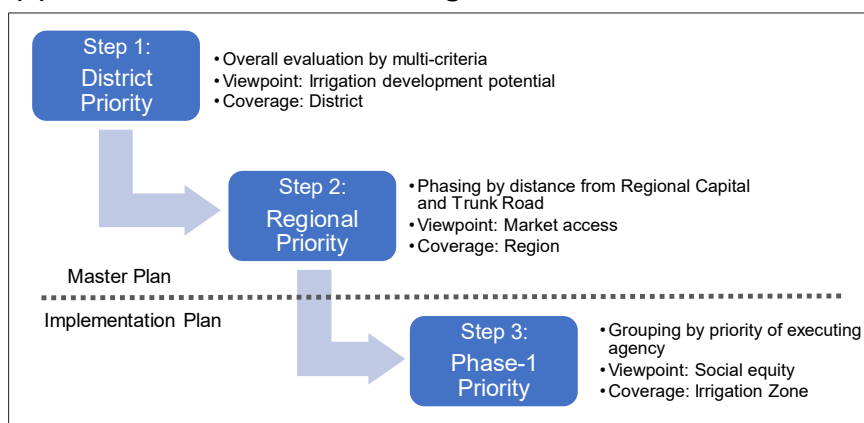 Step 1:
District
Priority
• Overall evaluation by multi-criteria
• Viewpoint: Irrigation development potential
• Coverage: District
Step 2:
Regional
Priority
• Phasing by distance from Regional Capital
and Trunk Road
• Viewpoint: Market access
• Coverage: Region
Master Plan
Implementation Plan
Step 3:
Phase-1
Priority
• Grouping by priority of executing
agency
• Viewpoint: Social equity
• Coverage: Irrigation Zone